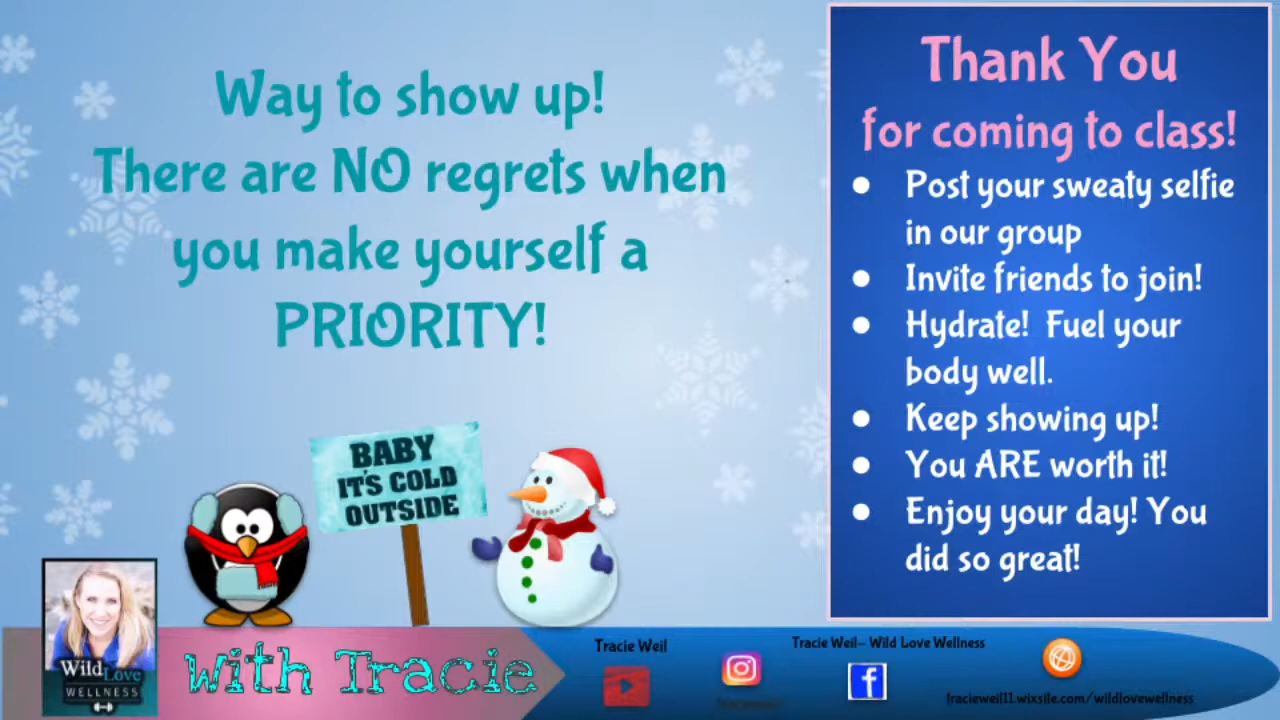 Way to show up!
There are NO regrets when
you make yourself a
PRIORITY!
BABY
IT'S COLD
OUTSIDE
Thank You
for coming to class!
● Post your sweaty selfie
in our group
● Invite friends to join!
● Hydrate!  Fuel your
body well.
● Keep showing up!
● You ARE worth it!
● Enjoy your day! You
did so great!
Wild Love
WELLNESS
With Tracie
Tracie Weil
Tracie Weil- Wild Love Wellness
tracieweil11.wixsite.com/wildlovewellness